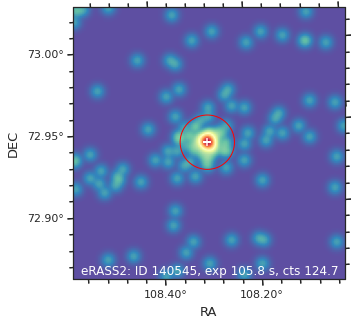 73.00°
72.95°
72.90°
DEC
eRASS2: ID 140545, exp 105.8 s, cts 124.7
108.40° 108.20°
RA